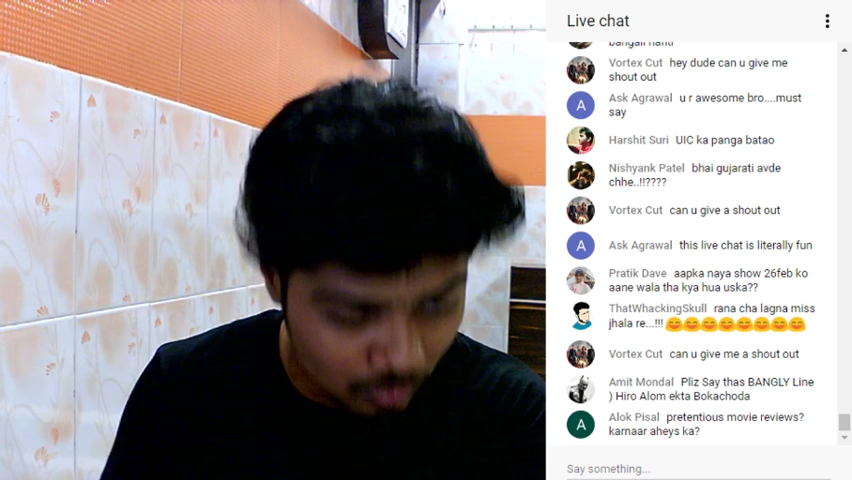 Live chat
Vortex Cut hey dude can u give me
shout out
Ask Agrawal u r awesome bro....must
say
Harshit Suri UIC ka panga batao
Nishyank Patel bhai gujarati avde
chhe..!!????
Vortex Cut can u give a shout out
A
Ask Agrawal this live chat is literally fun
Pratik Dave aapka naya show 26feb ko
aane wala tha kya hua uska??
ThatWhackingSkull rana cha lagna miss
jhala re...!!! 😊😊😊😊😊😊😊😊
Vortex Cut can u give me a shout out
Amit Mondal Pliz Say thas BANGLY Line
) Hiro Alom ekta Bokachoda
A
Alok Pisal pretentious movie reviews?
karnaar aheys ka?
Say something...